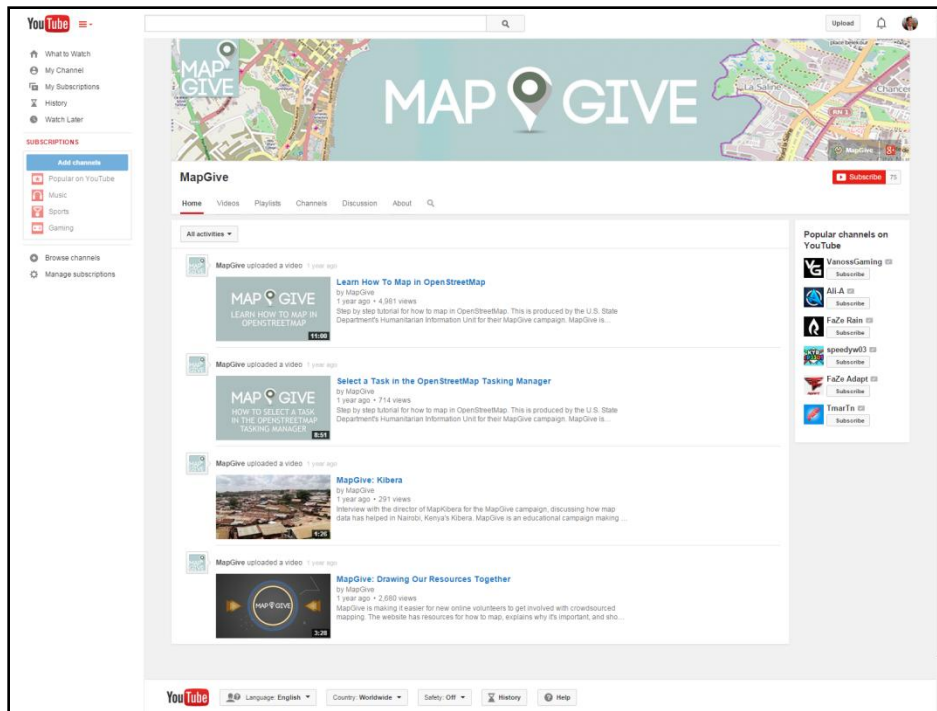 YouTube
Upload
What to Watch
My Channel
My Subscriptions
History
Watch Later
SUBSCRIPTIONS
Add channels
Popular on YouTube
Music
Sports
Gaming
Browse channels
Manage subscriptions
MAP
GIVE
MAP GIVE
place boyer
La Saline
Chancer
RN 1
MapGive
MapGive
Subscribe 75
Home Videos Playlists Channels Discussion About
All activities
MapGive uploaded a video 1 year ago
MAP GIVE
LEARN HOW TO MAP IN
OPENSTREETMAP
11:00
Learn How To Map in OpenStreetMap
by MapGive
1 year ago • 4,981 views
Step by step tutorial for how to map in OpenStreetMap. This is produced by the U.S. State
Department's Humanitarian Information Unit for their MapGive campaign. MapGive is...
MapGive uploaded a video 1 year ago
MAP GIVE
HOW TO SELECT A TASK
IN THE OPENSTREETMAP
TASKING MANAGER
8:51
Select a Task in the OpenStreetMap Tasking Manager
by MapGive
1 year ago • 714 views
Step by step tutorial for how to map in OpenStreetMap. This is produced by the U.S. State
Department's Humanitarian Information Unit for their MapGive campaign. MapGive is...
MapGive uploaded a video 1 year ago
1:26
MapGive: Kibera
by MapGive
1 year ago • 291 views
Interview with the director of MapKibera for the MapGive campaign, discussing how map
data has helped in Nairobi, Kenya's Kibera. MapGive is an educational campaign making ...
MapGive uploaded a video 1 year ago
MAP GIVE
3:28
MapGive: Drawing Our Resources Together
by MapGive
1 year ago • 2,680 views
MapGive is making it easier for new online volunteers to get involved with crowdsourced
mapping. The website has resources for how to map, explains why it's important, and sho...
Popular channels on
YouTube
VanossGaming
Subscribe
Ali-A
Subscribe
FaZe Rain
Subscribe
speedyw03
Subscribe
FaZe Adapt
Subscribe
TmarTn
Subscribe
YouTube Language: English Country: Worldwide Safety: Off History Help